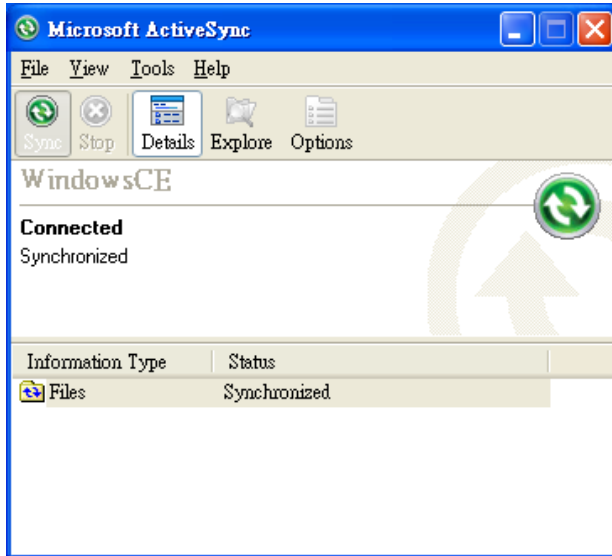 Microsoft ActiveSync
File View Tools Help
Sync Stop Details Explore Options
WindowsCE
Connected
Synchronized
Information Type Status
Files Synchronized